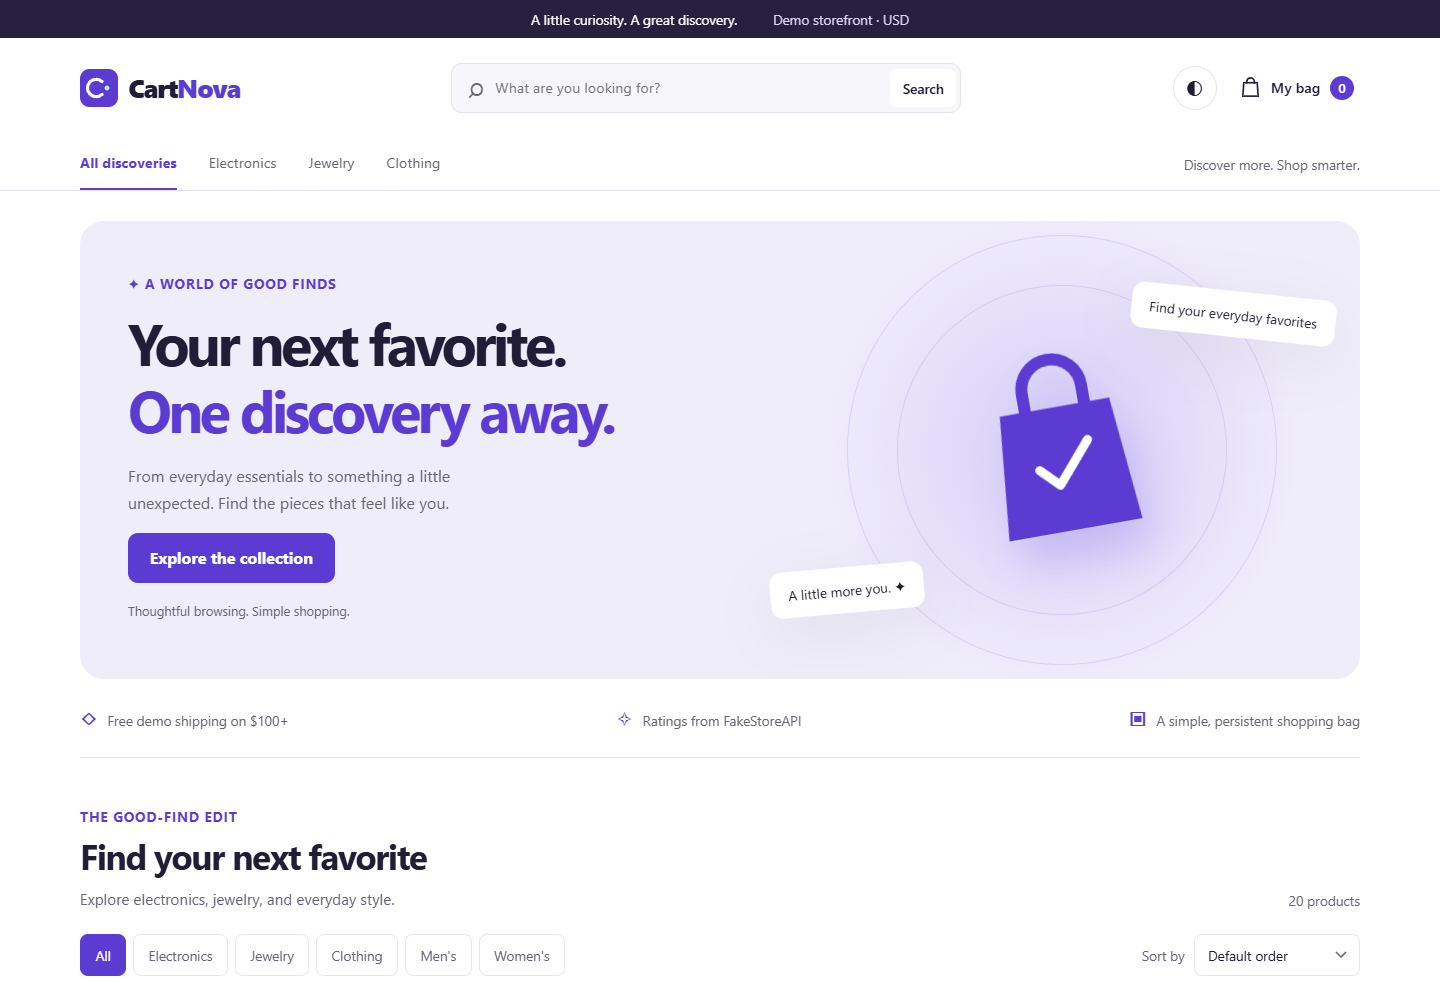 A little curiosity. A great discovery. Demo storefront · USD
CartNova
What are you looking for?
Search
My bag 0
All discoveries Electronics Jewelry Clothing
Discover more. Shop smarter.
✦ A WORLD OF GOOD FINDS
Your next favorite.
One discovery away.
From everyday essentials to something a little
unexpected. Find the pieces that feel like you.
Explore the collection
Thoughtful browsing. Simple shopping.
Find your everyday favorites
A little more you. ✦
Free demo shipping on $100+
Ratings from FakeStoreAPI
A simple, persistent shopping bag
THE GOOD-FIND EDIT
Find your next favorite
Explore electronics, jewelry, and everyday style.
20 products
All Electronics Jewelry Clothing Men's Women's
Sort by Default order